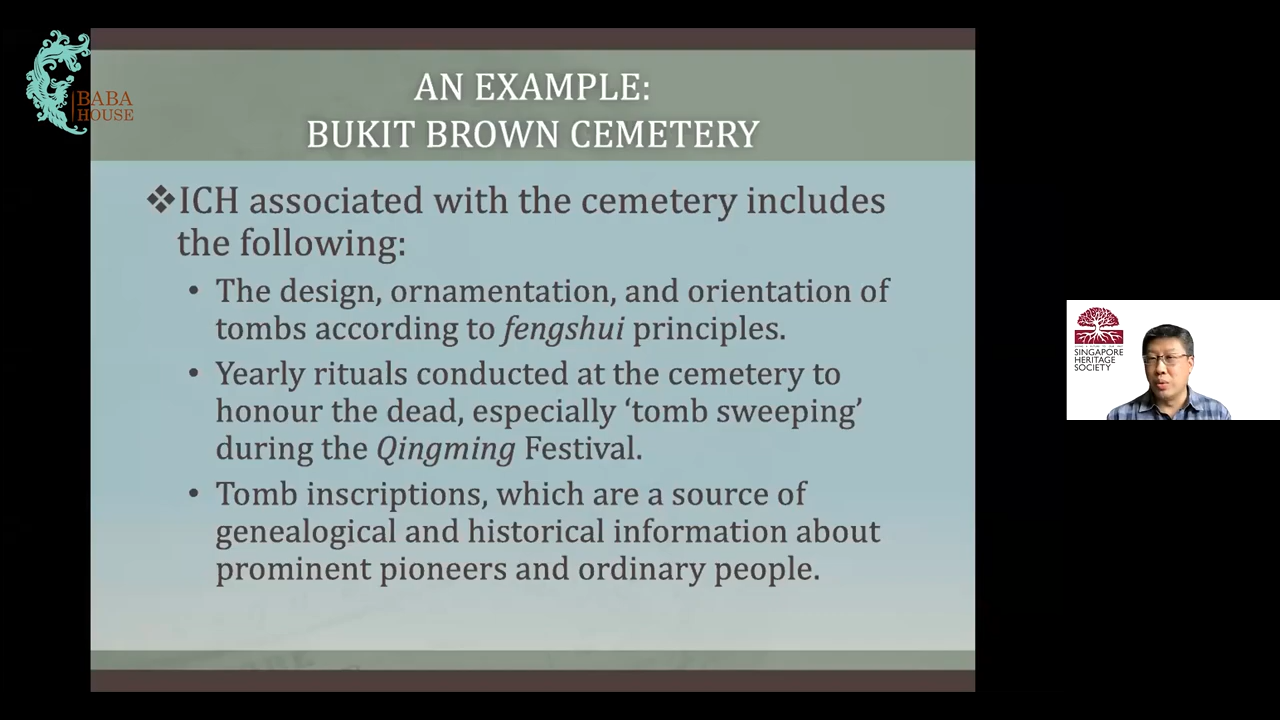 BABA
HOUSE
AN EXAMPLE:
BUKIT BROWN CEMETERY
❖ICH associated with the cemetery includes
the following:
• The design, ornamentation, and orientation of
tombs according to fengshui principles.
• Yearly rituals conducted at the cemetery to
honour the dead, especially ‘tomb sweeping’
during the Qingming Festival.
• Tomb inscriptions, which are a source of
genealogical and historical information about
prominent pioneers and ordinary people.
SINGAPORE
HERITAGE
SOCIETY